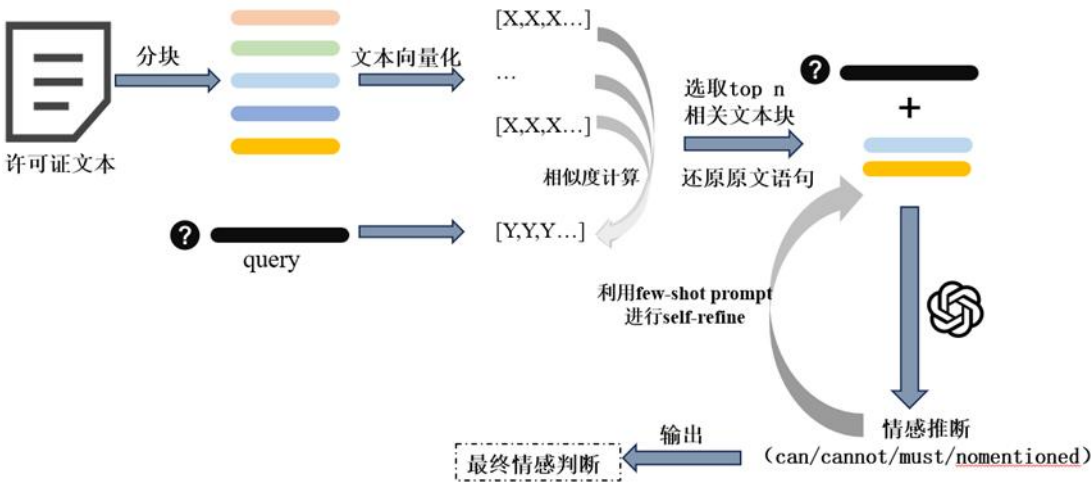 许可证文本
分块
文本向量化
[X,X,X…]
…
[X,X,X…]
相似度计算
?
query
[Y,Y,Y…]
选取top n
相关文本块
还原原文语句
?
+
利用few-shot prompt
进行self-refine
情感推断
（can/cannot/must/nomentioned）
输出
最终情感判断